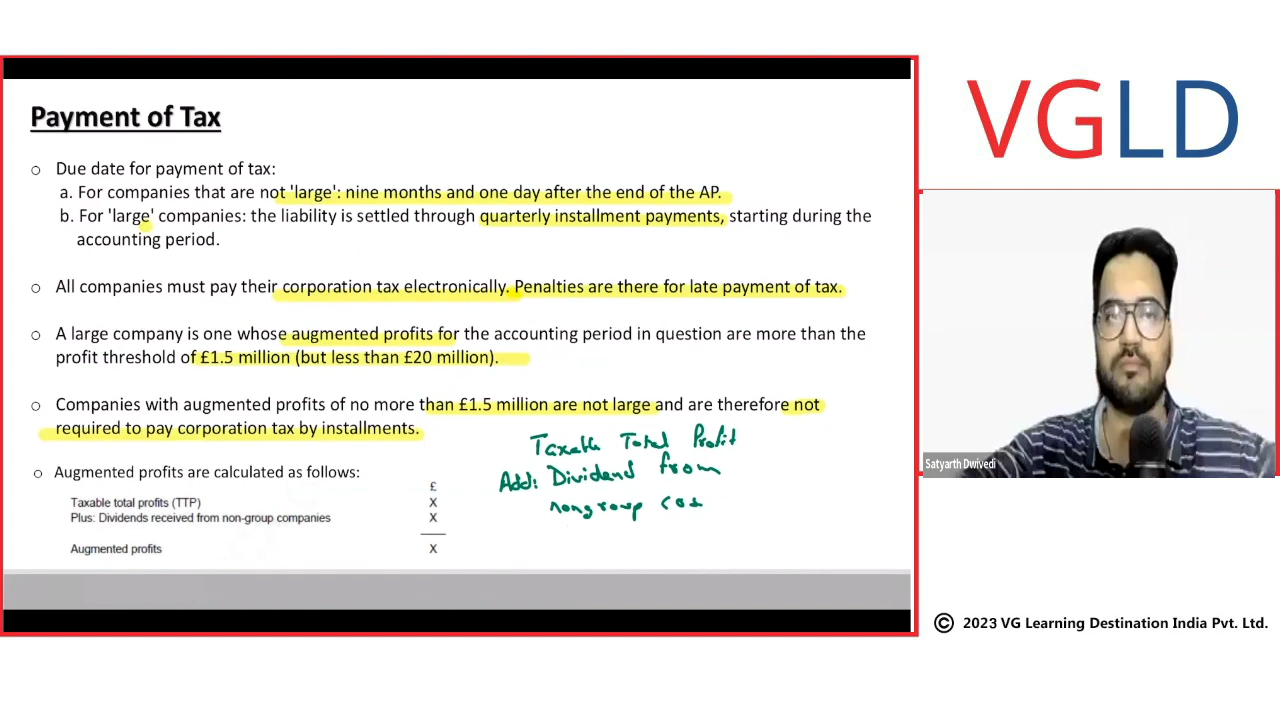 Payment of Tax
o Due date for payment of tax:
a. For companies that are not 'large': nine months and one day after the end of the AP.
b. For 'large' companies: the liability is settled through quarterly installment payments, starting during the
accounting period.
o All companies must pay their corporation tax electronically. Penalties are there for late payment of tax.
o A large company is one whose augmented profits for the accounting period in question are more than the
profit threshold of £1.5 million (but less than £20 million).
o Companies with augmented profits of no more than £1.5 million are not large and are therefore not
required to pay corporation tax by installments.
o Augmented profits are calculated as follows:
£
Taxable total profits (TTP) X
Plus: Dividends received from non-group companies X
Augmented profits X
Taxable Total Profit
Add: Dividend from
nongroup cos
VGLD
Satyarth Dwivedi
© 2023 VG Learning Destination India Pvt. Ltd.